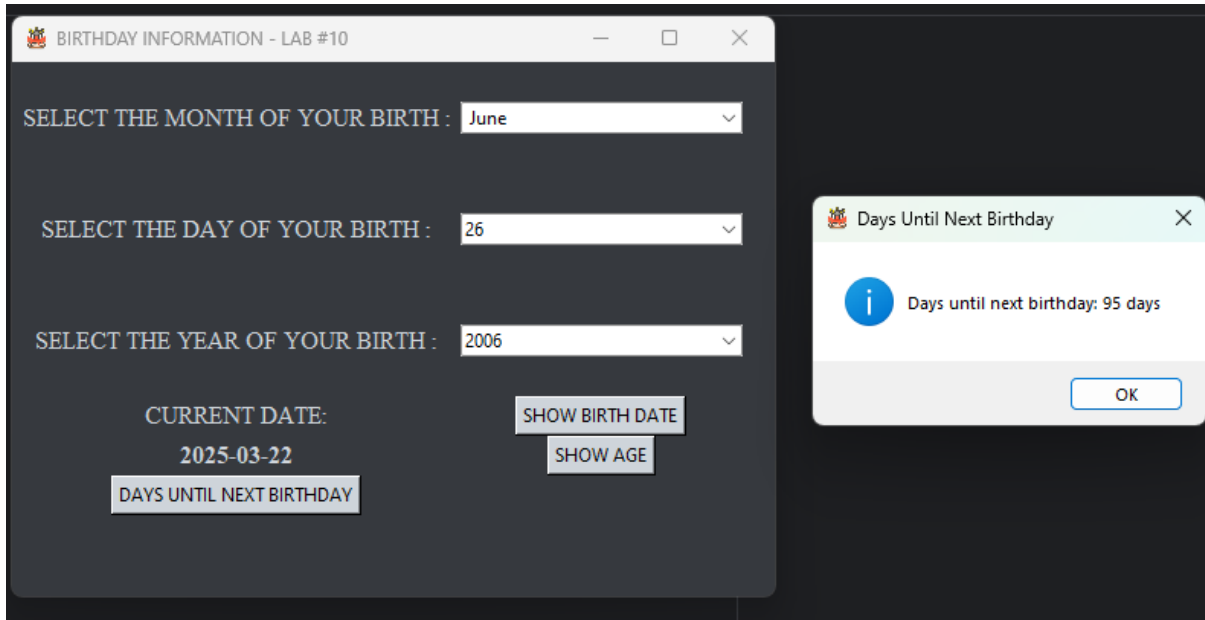 BIRTHDAY INFORMATION - LAB #10
SELECT THE MONTH OF YOUR BIRTH : June
SELECT THE DAY OF YOUR BIRTH : 26
SELECT THE YEAR OF YOUR BIRTH : 2006
CURRENT DATE:
2025-03-22
DAYS UNTIL NEXT BIRTHDAY
SHOW BIRTH DATE
SHOW AGE
Days Until Next Birthday
Days until next birthday: 95 days
OK